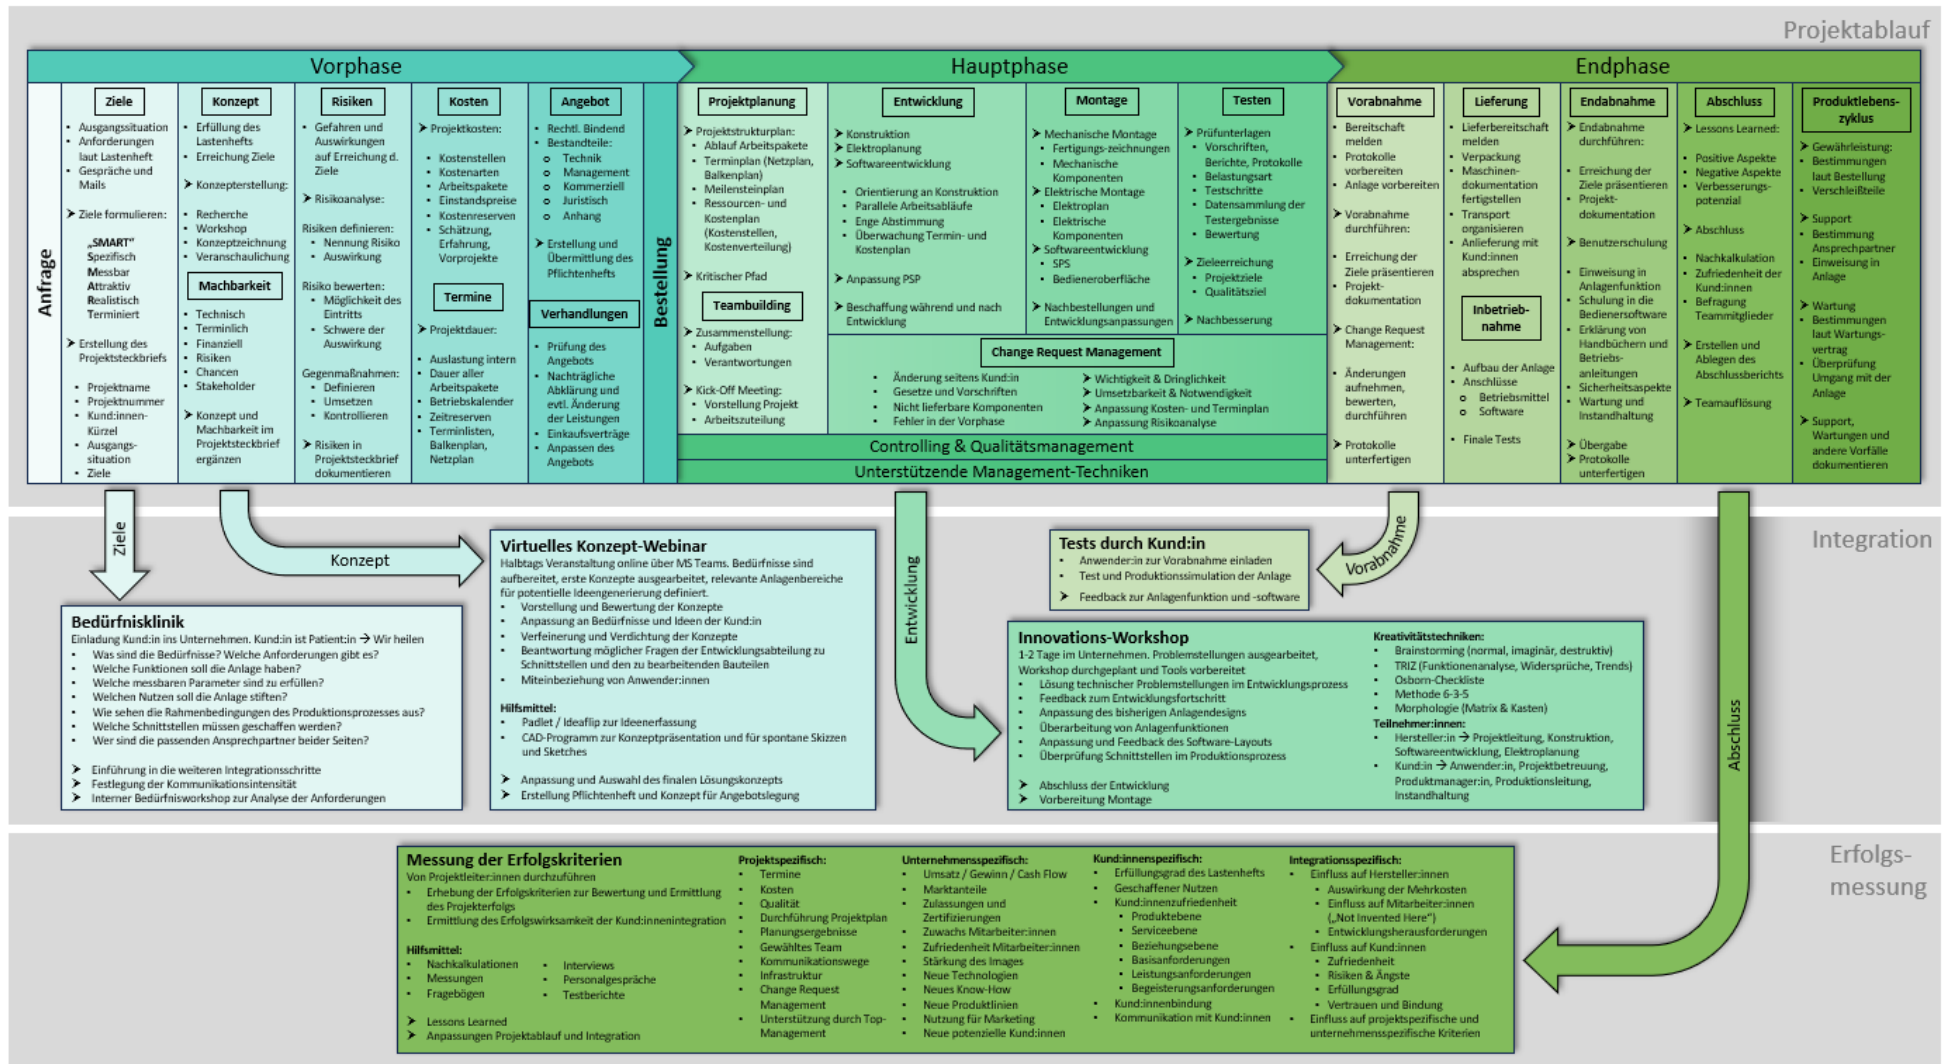 Projektablauf
Vorphase
Hauptphase
Endphase
Anfrage
Ziele
▪ Ausgangssituation
▪ Anforderungen
laut Lastenheft
▪ Gespräche und
Mails
➤ Ziele formulieren:
„SMART"
Spezifisch
Messbar
Attraktiv
Realistisch
Terminiert
➤ Erstellung des
Projektsteckbriefs
▪ Projektname
▪ Projektnummer
▪ Kund:innen-
Kürzel
▪ Ausgangs-
situation
▪ Ziele
Konzept
▪ Erfüllung des
Lastenhefts
▪ Erreichung Ziele
➤ Konzepterstellung:
▪ Recherche
▪ Workshop
▪ Konzeptzeichnung
▪ Veranschaulichung
Machbarkeit
▪ Technisch
▪ Terminlich
▪ Finanziell
▪ Risiken
▪ Chancen
▪ Stakeholder
➤ Konzept und
Machbarkeit im
Projektsteckbrief
ergänzen
Risiken
▪ Gefahren und
Auswirkungen
auf Erreichung d.
Ziele
➤ Risikoanalyse:
Risiken definieren:
▪ Nennung Risiko
▪ Auswirkung
Risiko bewerten:
▪ Möglichkeit des
Eintritts
▪ Schwere der
Auswirkung
Gegenmaßnahmen:
▪ Definieren
▪ Umsetzen
▪ Kontrollieren
➤ Risiken in
Projektsteckbrief
dokumentieren
Kosten
➤ Projektkosten:
▪ Kostenstellen
▪ Kostenarten
▪ Arbeitspakete
▪ Einstandspreise
▪ Kostenreserven
▪ Schätzung,
Erfahrung,
Vorprojekte
Termine
➤ Projektdauer:
▪ Auslastung intern
▪ Dauer aller
Arbeitspakete
▪ Betriebskalender
▪ Zeitreserven
▪ Terminlisten,
Balkenplan,
Netzplan
Angebot
▪ Rechtl. Bindend
▪ Bestandteile:
o Technik
o Management
o Kommerziell
o Juristisch
o Anhang
➤ Erstellung und
Übermittlung des
Pflichtenhefts
Verhandlungen
▪ Prüfung des
Angebots
▪ Nachträgliche
Abklärung und
evtl. Änderung
der Leistungen
▪ Einkaufsverträge
▪ Anpassen des
Angebots
Bestellung
Projektplanung
➤ Projektstrukturplan:
▪ Ablauf Arbeitspakete
▪ Terminplan (Netzplan,
Balkenplan)
▪ Meilensteinplan
▪ Ressourcen- und
Kostenplan
(Kostenstellen,
Kostenverteilung)
➤ Kritischer Pfad
Teambuilding
➤ Zusammenstellung:
▪ Aufgaben
▪ Verantwortungen
➤ Kick-Off Meeting:
▪ Vorstellung Projekt
▪ Arbeitszuteilung
Entwicklung
➤ Konstruktion
➤ Elektroplanung
➤ Softwareentwicklung
▪ Orientierung an Konstruktion
▪ Parallele Arbeitsabläufe
▪ Enge Abstimmung
▪ Überwachung Termin- und
Kostenplan
➤ Anpassung PSP
➤ Beschaffung während und nach
Entwicklung
Montage
➤ Mechanische Montage
▪ Fertigungs-zeichnungen
▪ Mechanische
Komponenten
➤ Elektrische Montage
▪ Elektroplan
▪ Elektrische
Komponenten
➤ Softwareentwicklung
▪ SPS
▪ Bedieneroberfläche
➤ Nachbestellungen und
Entwicklungsanpassungen
Testen
➤ Prüfunterlagen
▪ Vorschriften,
Berichte, Protokolle
▪ Belastungsart
▪ Testschritte
▪ Datensammlung der
Testergebnisse
▪ Bewertung
➤ Zieleerreichung
▪ Projektziele
▪ Qualitätsziel
➤ Nachbesserung
Change Request Management
▪ Änderung seitens Kund:in
▪ Gesetze und Vorschriften
▪ Nicht lieferbare Komponenten
▪ Fehler in der Vorphase
➤ Wichtigkeit & Dringlichkeit
➤ Umsetzbarkeit & Notwendigkeit
➤ Anpassung Kosten- und Terminplan
➤ Anpassung Risikoanalyse
Controlling & Qualitätsmanagement
Unterstützende Management-Techniken
Vorabnahme
▪ Bereitschaft
melden
▪ Protokolle
vorbereiten
▪ Anlage vorbereiten
➤ Vorabnahme
durchführen:
▪ Erreichung der
Ziele präsentieren
▪ Projekt-
dokumentation
➤ Change Request
Management:
▪ Änderungen
aufnehmen,
bewerten,
durchführen
➤ Protokolle
unterfertigen
Lieferung
▪ Lieferbereitschaft
melden
▪ Verpackung
▪ Maschinen-
dokumentation
fertigstellen
▪ Transport
organisieren
▪ Anlieferung mit
Kund:innen
absprechen
Inbetrieb-
nahme
▪ Aufbau der Anlage
▪ Anschlüsse
o Betriebsmittel
o Software
▪ Finale Tests
Endabnahme
➤ Endabnahme
durchführen:
▪ Erreichung der
Ziele präsentieren
▪ Projekt-
dokumentation
➤ Benutzerschulung
▪ Einweisung in
Anlagenfunktion
▪ Schulung in die
Bedienersoftware
▪ Erklärung von
Handbüchern und
Betriebs-
anleitungen
▪ Sicherheitsaspekte
▪ Wartung und
Instandhaltung
➤ Übergabe
➤ Protokolle
unterfertigen
Abschluss
➤ Lessons Learned:
▪ Positive Aspekte
▪ Negative Aspekte
▪ Verbesserungs-
potenzial
➤ Abschluss
▪ Nachkalkulation
▪ Zufriedenheit der
Kund:innen
▪ Befragung
Teammitglieder
➤ Erstellen und
Ablegen des
Abschlussberichts
➤ Teamauflösung
Produktlebens-
zyklus
➤ Gewährleistung:
▪ Bestimmungen
laut Bestellung
▪ Verschleißteile
➤ Support
▪ Bestimmung
Ansprechpartner
▪ Einweisung in
Anlage
➤ Wartung
▪ Bestimmungen
laut Wartungs-
vertrag
▪ Überprüfung
Umgang mit der
Anlage
➤ Support,
Wartungen und
andere Vorfälle
dokumentieren
Integration
Ziele
Konzept
Entwicklung
Vorabnahme
Abschluss
Bedürfnisklinik
Einladung Kund:in ins Unternehmen. Kund:in ist Patient:in → Wir heilen
▪ Was sind die Bedürfnisse? Welche Anforderungen gibt es?
▪ Welche Funktionen soll die Anlage haben?
▪ Welche messbaren Parameter sind zu erfüllen?
▪ Welchen Nutzen soll die Anlage stiften?
▪ Wie sehen die Rahmenbedingungen des Produktionsprozesses aus?
▪ Welche Schnittstellen müssen geschaffen werden?
▪ Wer sind die passenden Ansprechpartner beider Seiten?
➤ Einführung in die weiteren Integrationsschritte
➤ Festlegung der Kommunikationsintensität
➤ Interner Bedürfnisworkshop zur Analyse der Anforderungen
Virtuelles Konzept-Webinar
Halbtags Veranstaltung online über MS Teams. Bedürfnisse sind
aufbereitet, erste Konzepte ausgearbeitet, relevante Anlagenbereiche
für potentielle Ideengenerierung definiert.
▪ Vorstellung und Bewertung der Konzepte
▪ Anpassung an Bedürfnisse und Ideen der Kund:in
▪ Verfeinerung und Verdichtung der Konzepte
▪ Beantwortung möglicher Fragen der Entwicklungsabteilung zu
Schnittstellen und den zu bearbeitenden Bauteilen
▪ Miteinbeziehung von Anwender:innen
Hilfsmittel:
▪ Padlet / Ideaflip zur Ideenerfassung
▪ CAD-Programm zur Konzeptpräsentation und für spontane Skizzen
und Sketches
➤ Anpassung und Auswahl des finalen Lösungskonzepts
➤ Erstellung Pflichtenheft und Konzept für Angebotslegung
Tests durch Kund:in
▪ Anwender:in zur Vorabnahme einladen
▪ Test und Produktionssimulation der Anlage
➤ Feedback zur Anlagenfunktion und -software
Innovations-Workshop
1-2 Tage im Unternehmen. Problemstellungen ausgearbeitet,
Workshop durchgeplant und Tools vorbereitet
▪ Lösung technischer Problemstellungen im Entwicklungsprozess
▪ Feedback zum Entwicklungsfortschritt
▪ Anpassung des bisherigen Anlagendesigns
▪ Überarbeitung von Anlagenfunktionen
▪ Anpassung und Feedback des Software-Layouts
▪ Überprüfung Schnittstellen im Produktionsprozess
➤ Abschluss der Entwicklung
➤ Vorbereitung Montage
Kreativitätstechniken:
▪ Brainstorming (normal, imaginär, destruktiv)
▪ TRIZ (Funktionenanalyse, Widersprüche, Trends)
▪ Osborn-Checkliste
▪ Methode 6-3-5
▪ Morphologie (Matrix & Kasten)
Teilnehmer:innen:
▪ Hersteller:in → Projektleitung, Konstruktion,
Softwareentwicklung, Elektroplanung
▪ Kund:in → Anwender:in, Projektbetreuung,
Produktmanager:in, Produktionsleitung,
Instandhaltung
Erfolgs-
messung
Messung der Erfolgskriterien
Von Projektleiter:innen durchzuführen
▪ Erhebung der Erfolgskriterien zur Bewertung und Ermittlung
des Projekterfolgs
▪ Ermittlung des Erfolgswirksamkeit der Kund:innenintegration
Hilfsmittel:
▪ Nachkalkulationen
▪ Messungen
▪ Fragebögen
▪ Interviews
▪ Personalgespräche
▪ Testberichte
➤ Lessons Learned
➤ Anpassungen Projektablauf und Integration
Projektspezifisch:
▪ Termine
▪ Kosten
▪ Qualität
▪ Durchführung Projektplan
▪ Planungsergebnisse
▪ Gewähltes Team
▪ Kommunikationswege
▪ Infrastruktur
▪ Change Request
Management
▪ Unterstützung durch Top-
Management
Unternehmensspezifisch:
▪ Umsatz / Gewinn / Cash Flow
▪ Marktanteile
▪ Zulassungen und
Zertifizierungen
▪ Zuwachs Mitarbeiter:innen
▪ Zufriedenheit Mitarbeiter:innen
▪ Stärkung des Images
▪ Neue Technologien
▪ Neues Know-How
▪ Neue Produktlinien
▪ Nutzung für Marketing
▪ Neue potenzielle Kund:innen
Kund:innenspezifisch:
▪ Erfüllungsgrad des Lastenhefts
▪ Geschaffener Nutzen
▪ Kund:innenzufriedenheit
▪ Produktebene
▪ Serviceebene
▪ Beziehungsebene
▪ Basisanforderungen
▪ Leistungsanforderungen
▪ Begeisterungsanforderungen
▪ Kund:innenbindung
▪ Kommunikation mit Kund:innen
Integrationsspezifisch:
▪ Einfluss auf Hersteller:innen
▪ Auswirkung der Mehrkosten
▪ Einfluss auf Mitarbeiter:innen
(„Not Invented Here")
▪ Entwicklungsherausforderungen
▪ Einfluss auf Kund:innen
▪ Zufriedenheit
▪ Risiken & Ängste
▪ Erfüllungsgrad
▪ Vertrauen und Bindung
▪ Einfluss auf projektspezifische und
unternehmensspezifische Kriterien